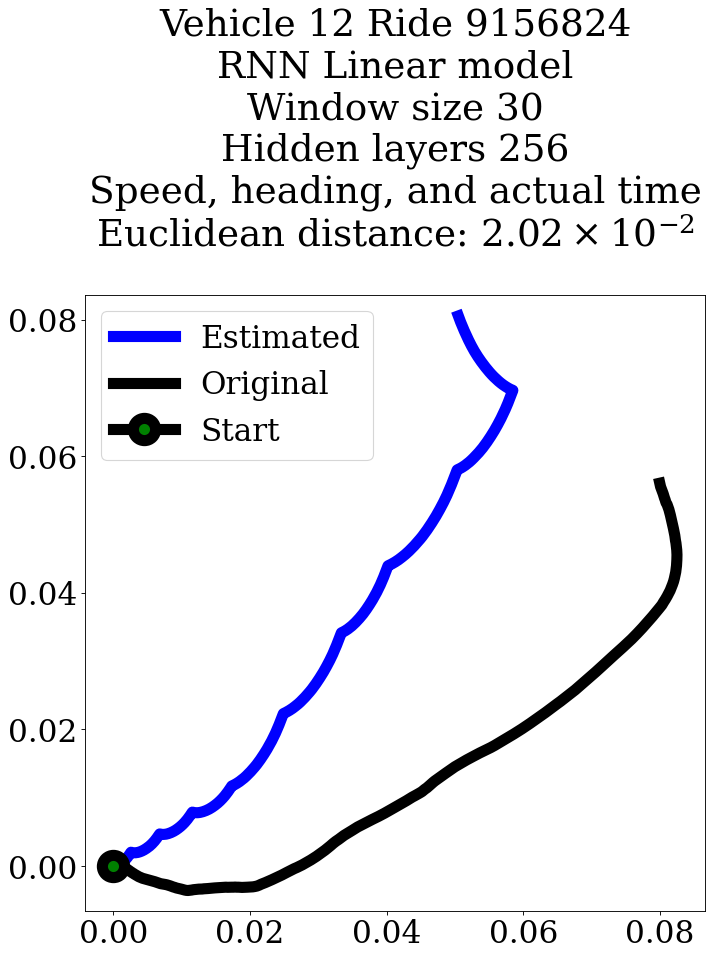 Vehicle 12 Ride 9156824
RNN Linear model
Window size 30
Hidden layers 256
Speed, heading, and actual time
Euclidean distance: 2.02 × 10⁻²
Estimated
Original
Start
0.08
0.06
0.04
0.02
0.00
0.00 0.02 0.04 0.06 0.08